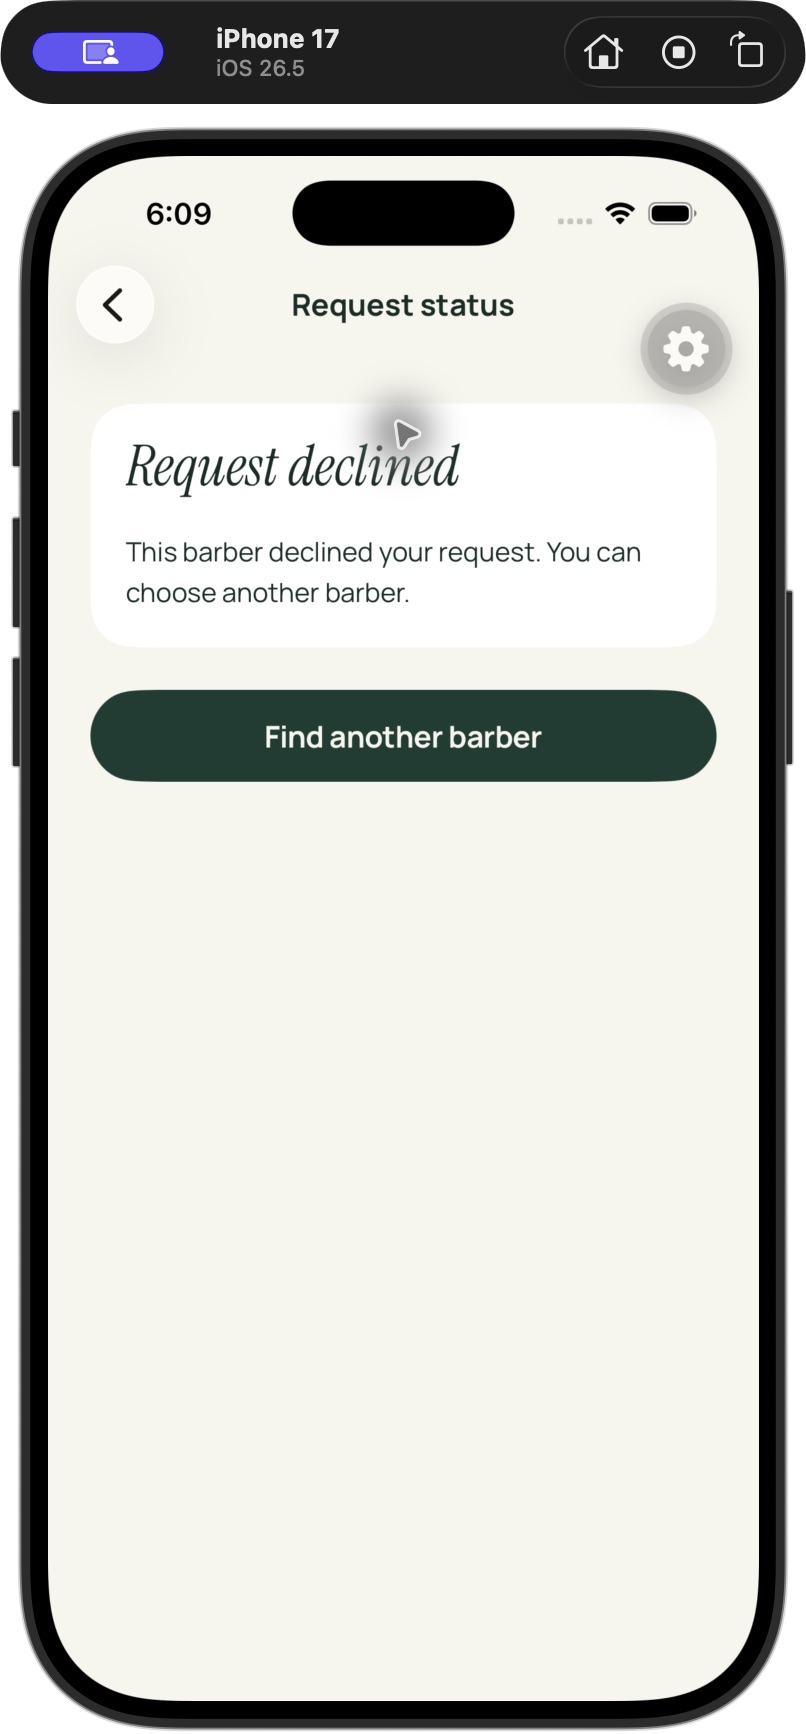 iPhone 17
iOS 26.5
6:09
Request status
Request declined
This barber declined your request. You can
choose another barber.
Find another barber